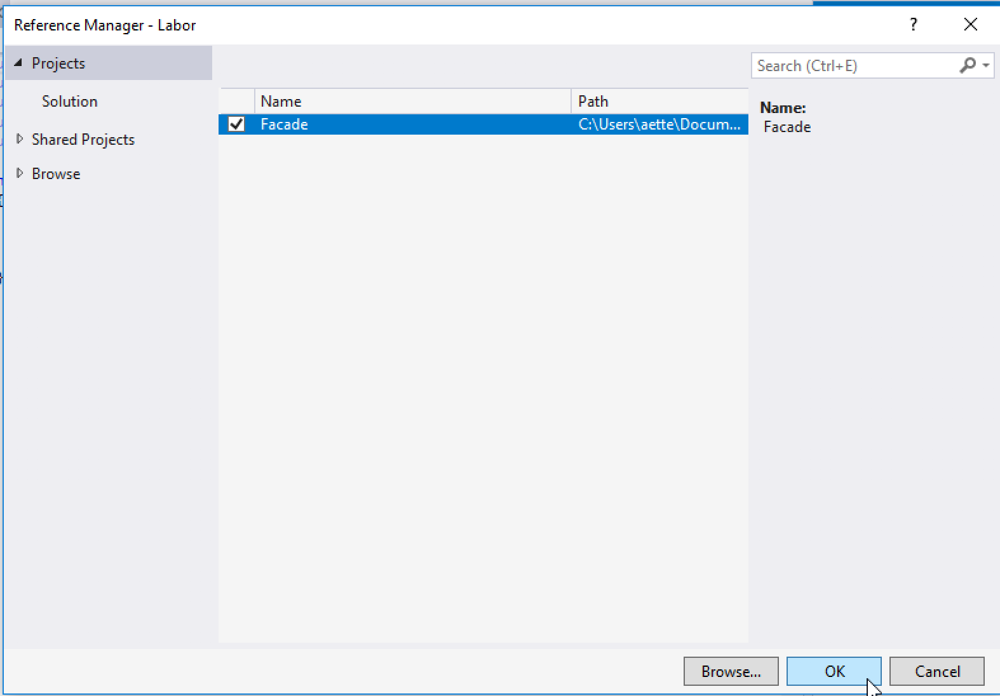 Reference Manager - Labor
?
Projects
Search (Ctrl+E)
Solution
Name
Path
Name:
Facade
C:\Users\aette\Docum...
Facade
Shared Projects
Browse
Browse...
OK
Cancel